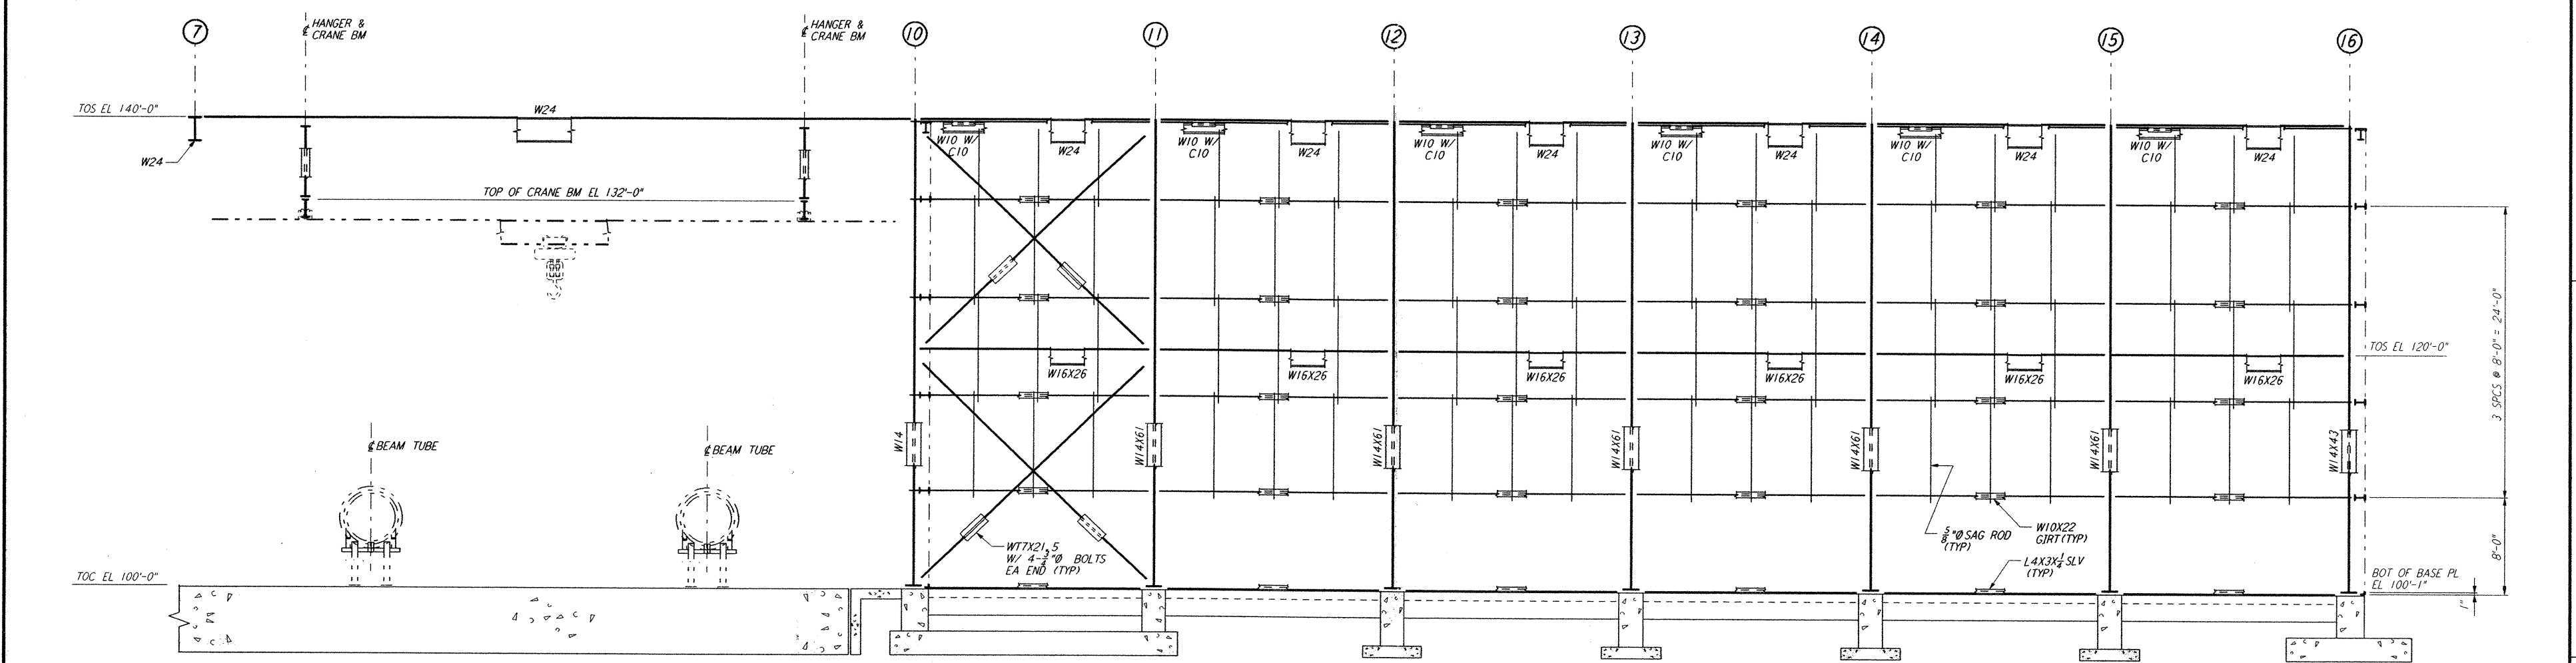 7
HANGER &
℄ CRANE BM
HANGER &
℄ CRANE BM
10
11
12
13
14
15
16
TOS EL 140'-0"
W24
W24
W10 W/
C10
W24
W10 W/
C10
W24
W10 W/
C10
W24
W10 W/
C10
W24
W10 W/
C10
W24
W10 W/
C10
W24
TOP OF CRANE BM EL 132'-0"
3 SPCS @ 8'-0" = 24'-0"
TOS EL 120'-0"
W16X26
W16X26
W16X26
W16X26
W16X26
W16X26
℄ BEAM TUBE
℄ BEAM TUBE
W14
W14X61
W14X61
W14X61
W14X61
W14X61
W14X43
5/8"Ø SAG ROD
(TYP)
W10X22
GIRT(TYP)
WT7X21.5
W/ 4-3/4"Ø BOLTS
EA END (TYP)
L4X3X1/4 SLV
(TYP)
8'-0"
TOC EL 100'-0"
BOT OF BASE PL
EL 100'-1"
1"